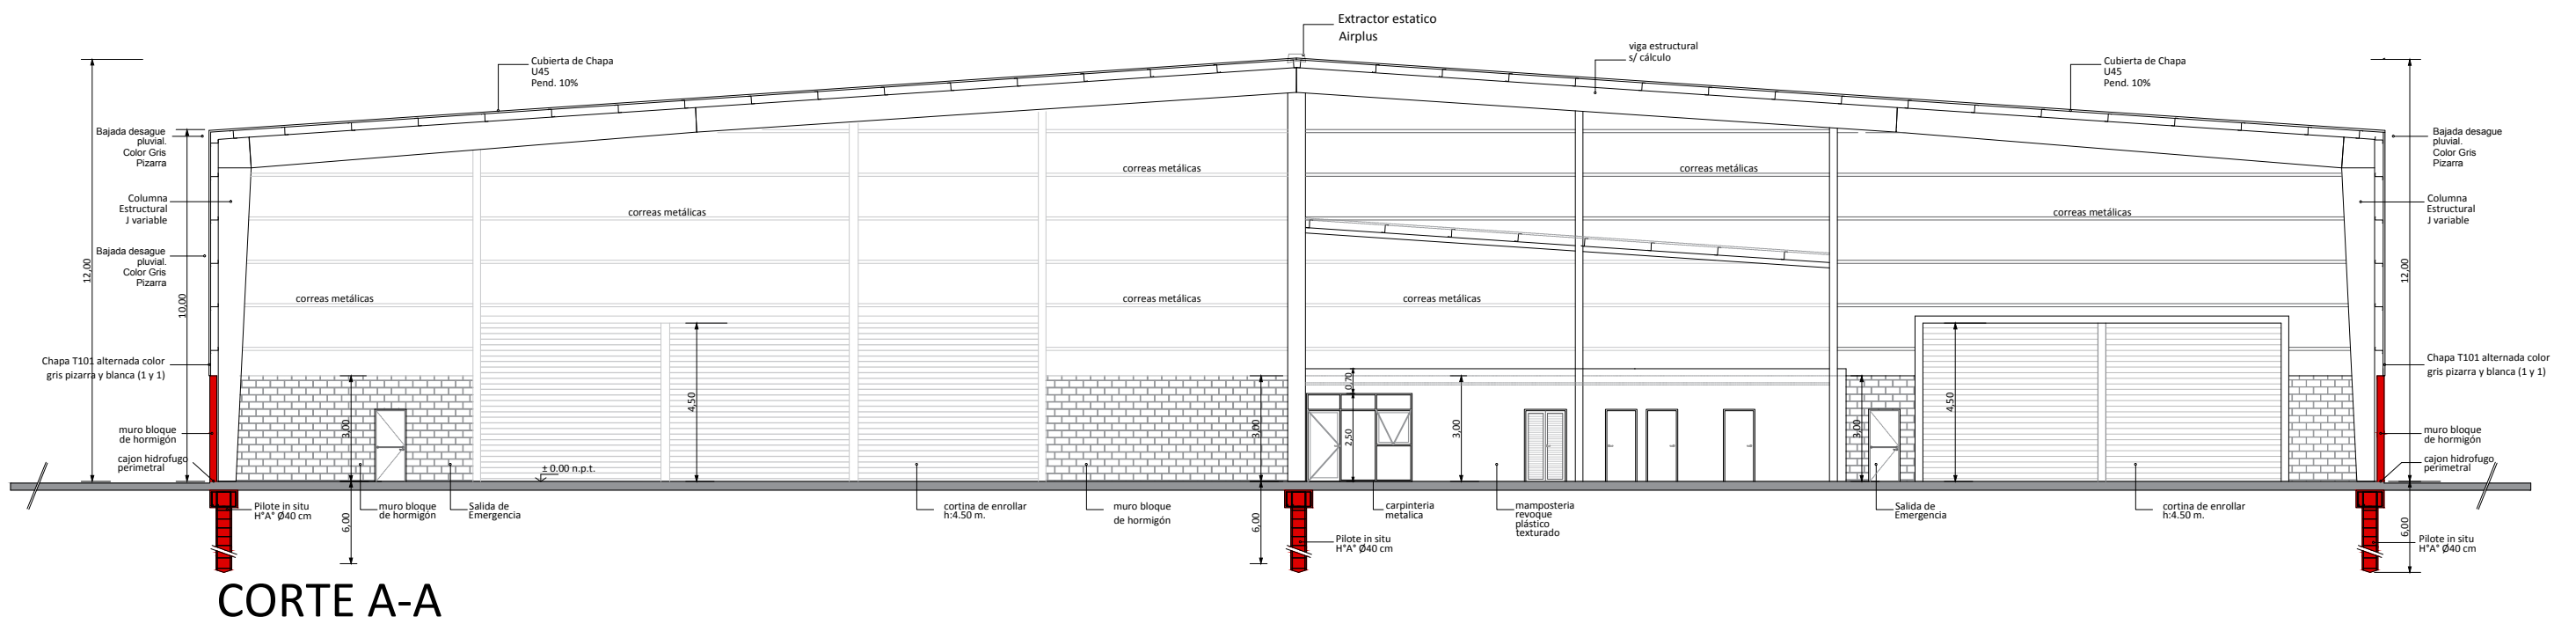 Extractor estatico
Airplus
viga estructural
s/ cálculo
Cubierta de Chapa
U45
Pend. 10%
Cubierta de Chapa
U45
Pend. 10%
Bajada desague
pluvial.
Color Gris
Pizarra
Bajada desague
pluvial.
Color Gris
Pizarra
correas metálicas
correas metálicas
Columna
Estructural
J variable
correas metálicas
correas metálicas
Columna
Estructural
J variable
Bajada desague
pluvial.
Color Gris
Pizarra
12,00
10,00
12,00
correas metálicas
correas metálicas
correas metálicas
Chapa T101 alternada color
gris pizarra y blanca (1 y 1)
Chapa T101 alternada color
gris pizarra y blanca (1 y 1)
3,00
4,50
3,00
0,70
2,50
3,00
3,00
4,50
muro bloque
de hormigón
muro bloque
de hormigón
cajon hidrofugo
perimetral
cajon hidrofugo
perimetral
± 0.00 n.p.t.
Pilote in situ
H°A° Ø40 cm
6,00
muro bloque
de hormigón
Salida de
Emergencia
cortina de enrollar
h:4.50 m.
muro bloque
de hormigón
6,00
carpinteria
metalica
mamposteria
revoque
plástico
texturado
Salida de
Emergencia
cortina de enrollar
h:4.50 m.
6,00
Pilote in situ
H°A° Ø40 cm
Pilote in situ
H°A° Ø40 cm
CORTE A-A